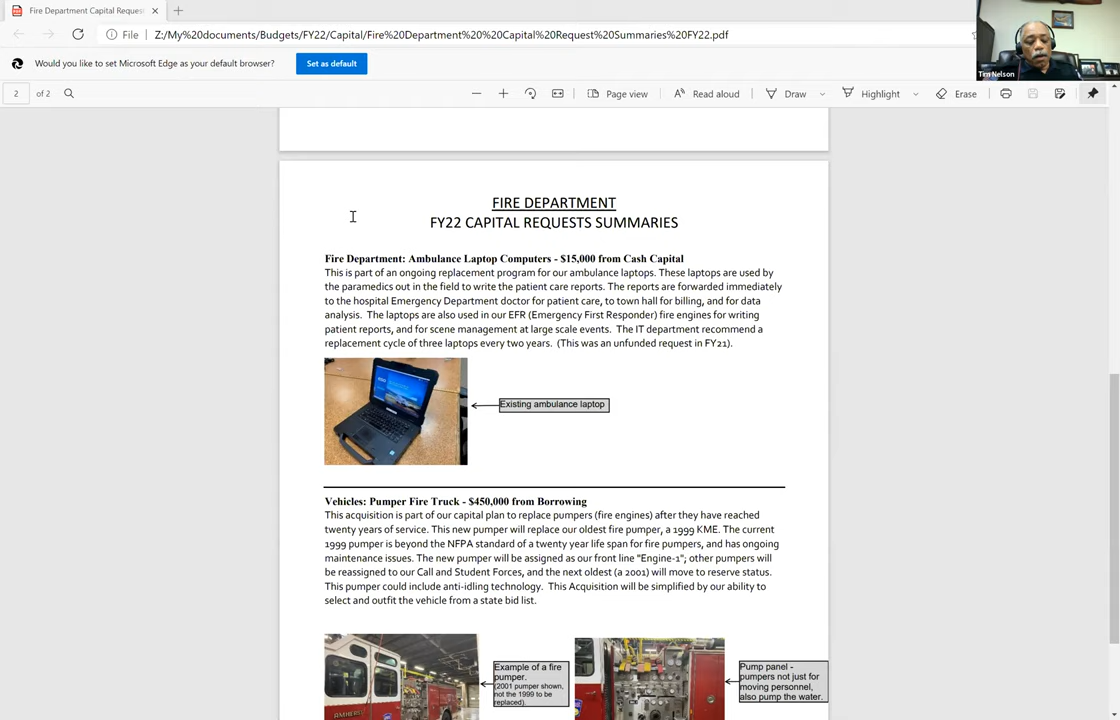 Fire Department Capital Request
File
Z:/My%20documents/Budgets/FY22/Capital/Fire%20Department%20%20Capital%20Request%20Summaries%20FY22.pdf
Would you like to set Microsoft Edge as your default browser?
Set as default
Tim Nelson
2 of 2
Page view
Read aloud
Draw
Highlight
Erase
FIRE DEPARTMENT
FY22 CAPITAL REQUESTS SUMMARIES
Fire Department: Ambulance Laptop Computers - $15,000 from Cash Capital
This is part of an ongoing replacement program for our ambulance laptops. These laptops are used by
the paramedics out in the field to write the patient care reports. The reports are forwarded immediately
to the hospital Emergency Department doctor for patient care, to town hall for billing, and for data
analysis. The laptops are also used in our EFR (Emergency First Responder) fire engines for writing
patient reports, and for scene management at large scale events. The IT department recommend a
replacement cycle of three laptops every two years. (This was an unfunded request in FY21).
Existing ambulance laptop
Vehicles: Pumper Fire Truck - $450,000 from Borrowing
This acquisition is part of our capital plan to replace pumpers (fire engines) after they have reached
twenty years of service. This new pumper will replace our oldest fire pumper, a 1999 KME. The current
1999 pumper is beyond the NFPA standard of a twenty year life span for fire pumpers, and has ongoing
maintenance issues. The new pumper will be assigned as our front line "Engine-1"; other pumpers will
be reassigned to our Call and Student Forces, and the next oldest (a 2001) will move to reserve status.
This pumper could include anti-idling technology. This Acquisition will be simplified by our ability to
select and outfit the vehicle from a state bid list.
Example of a fire
pumper.
(2001 pumper shown,
not the 1999 to be
replaced).
Pump panel -
pumpers not just for
moving personnel,
also pump the water.